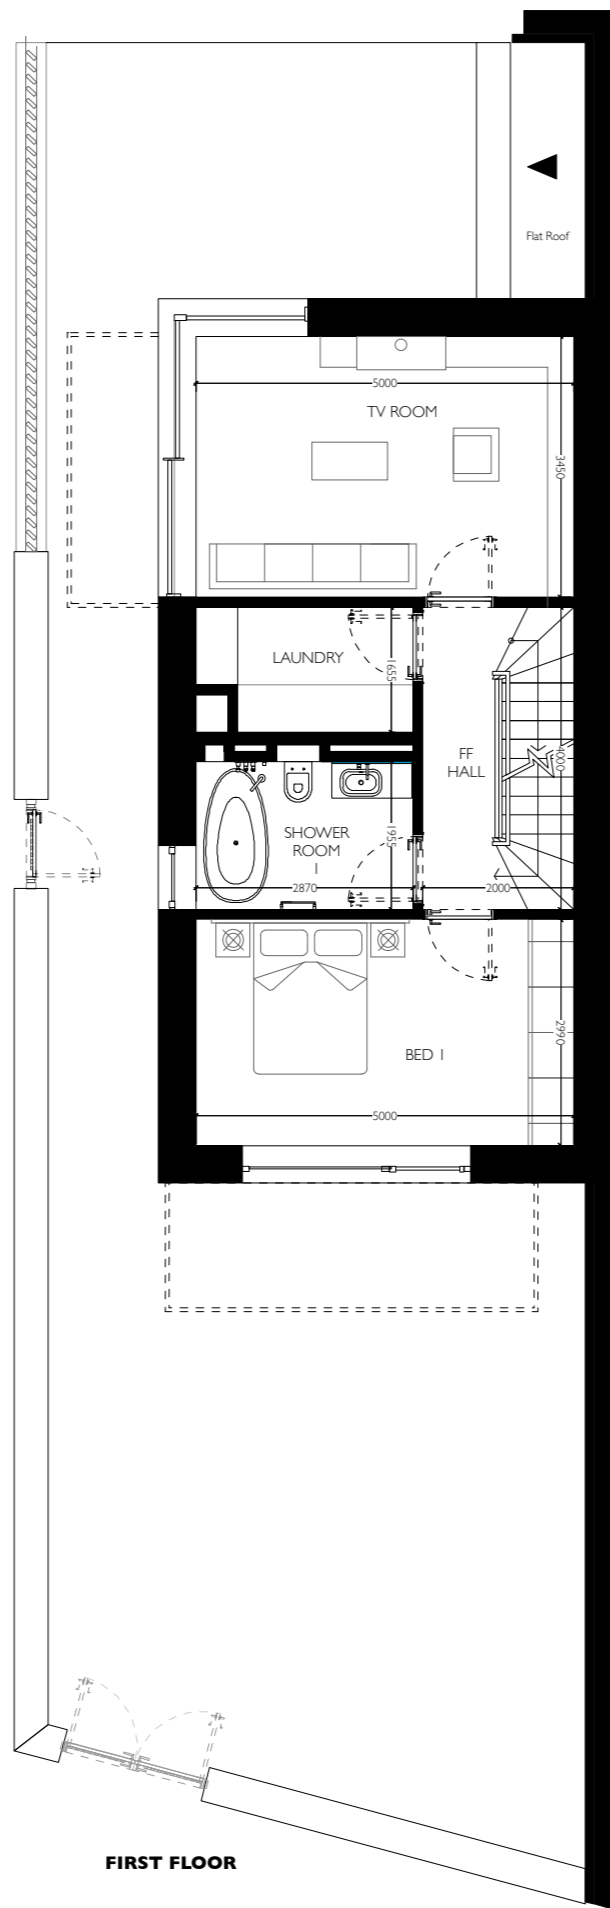 Flat Roof
5000
TV ROOM
3450
LAUNDRY
1655
FF
HALL
4000
SHOWER
ROOM
1
1955
2870
2000
BED 1
2990
5000
FIRST FLOOR